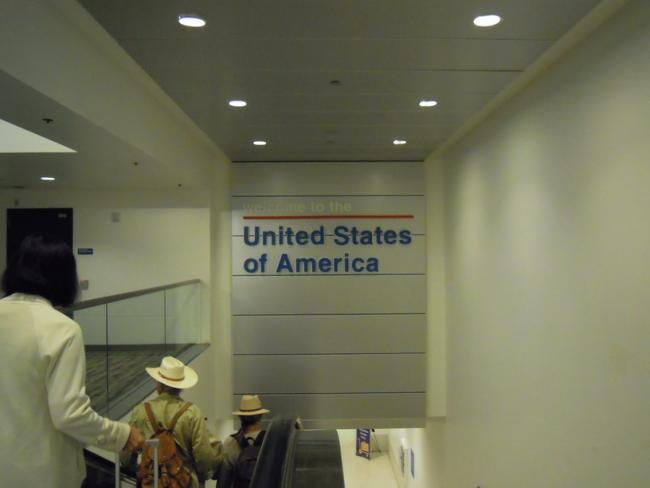 welcome to the
United States
of America